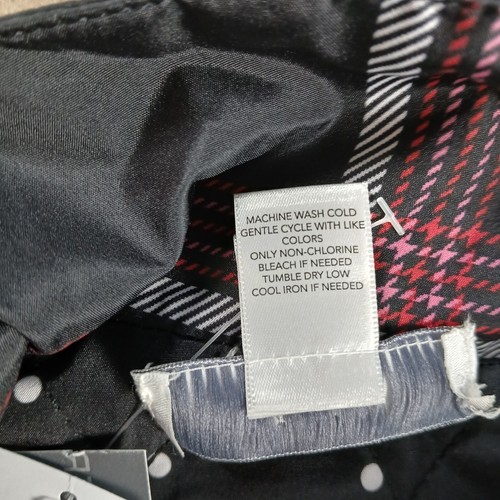 MACHINE WASH COLD
GENTLE CYCLE WITH LIKE
COLORS
ONLY NON-CHLORINE
BLEACH IF NEEDED
TUMBLE DRY LOW
COOL IRON IF NEEDED